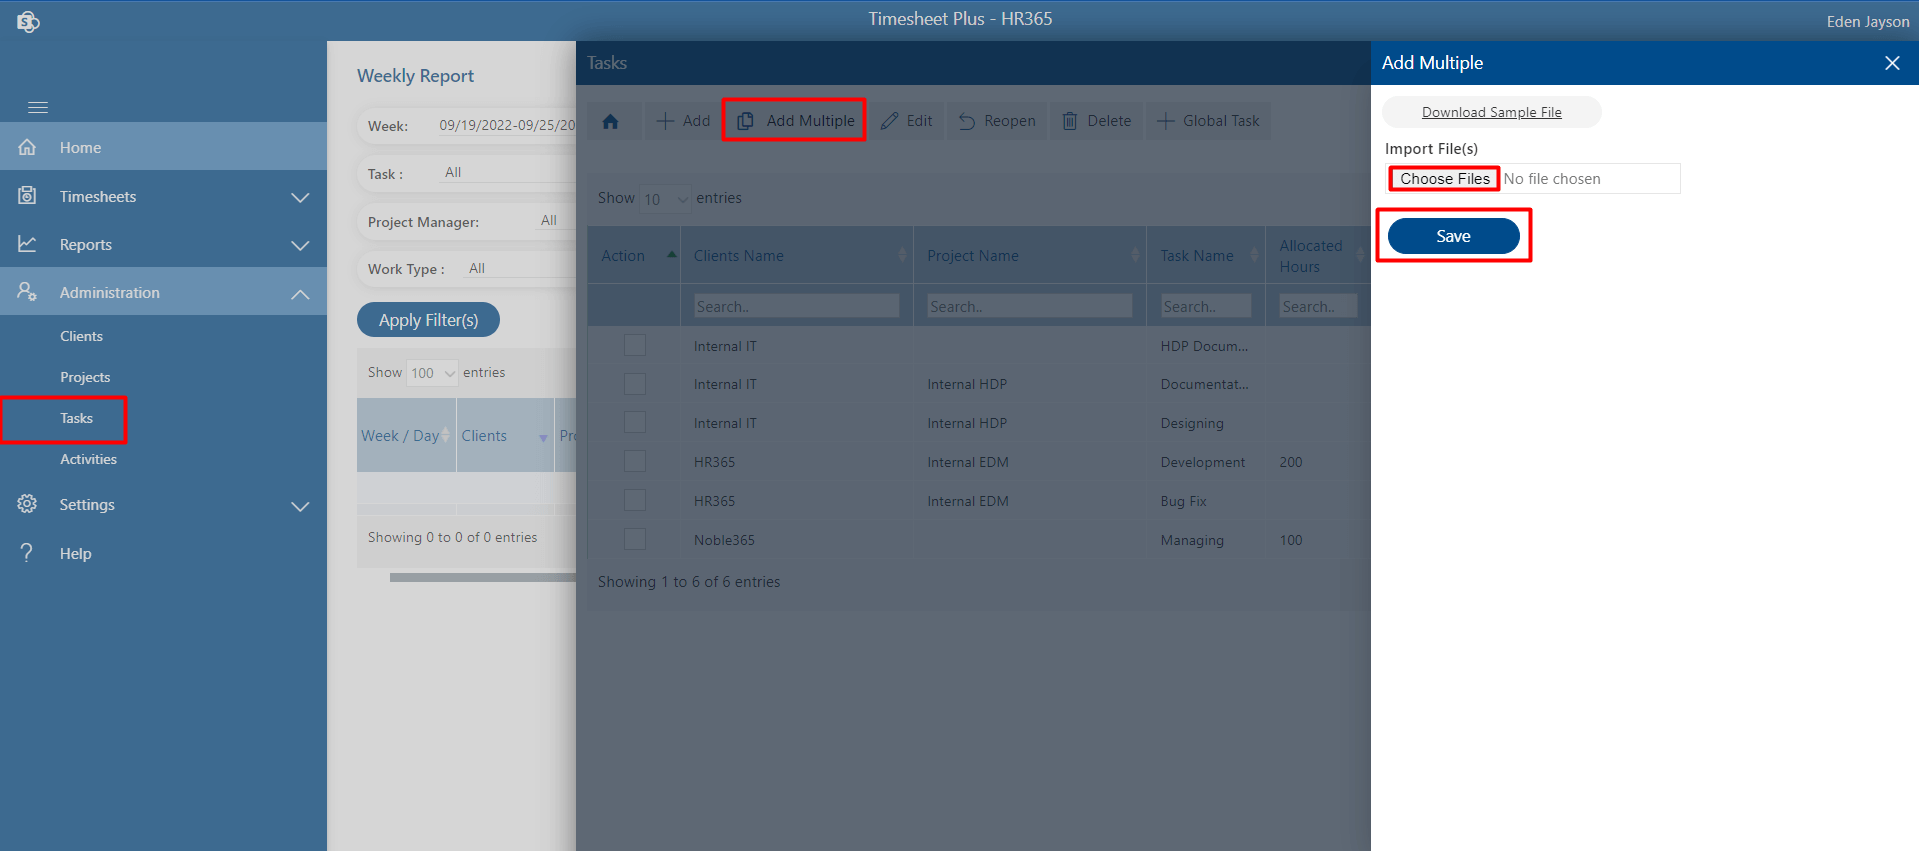 Timesheet Plus - HR365
Eden Jayson
Home
Timesheets
Reports
Administration
Clients
Projects
Tasks
Activities
Settings
Help
Weekly Report
Week: 09/19/2022-09/25/20
Task : All
Project Manager: All
Work Type : All
Apply Filter(s)
Show 100 entries
Week / Day Clients Pro
Showing 0 to 0 of 0 entries
Tasks
Add Add Multiple Edit Reopen Delete Global Task
Show 10 entries
Action Clients Name Project Name Task Name Allocated Hours
Search.. Search.. Search.. Search..
Internal IT HDP Docum...
Internal IT Internal HDP Documentat...
Internal IT Internal HDP Designing
HR365 Internal EDM Development 200
HR365 Internal EDM Bug Fix
Noble365 Managing 100
Showing 1 to 6 of 6 entries
Add Multiple
Download Sample File
Import File(s)
Choose Files No file chosen
Save